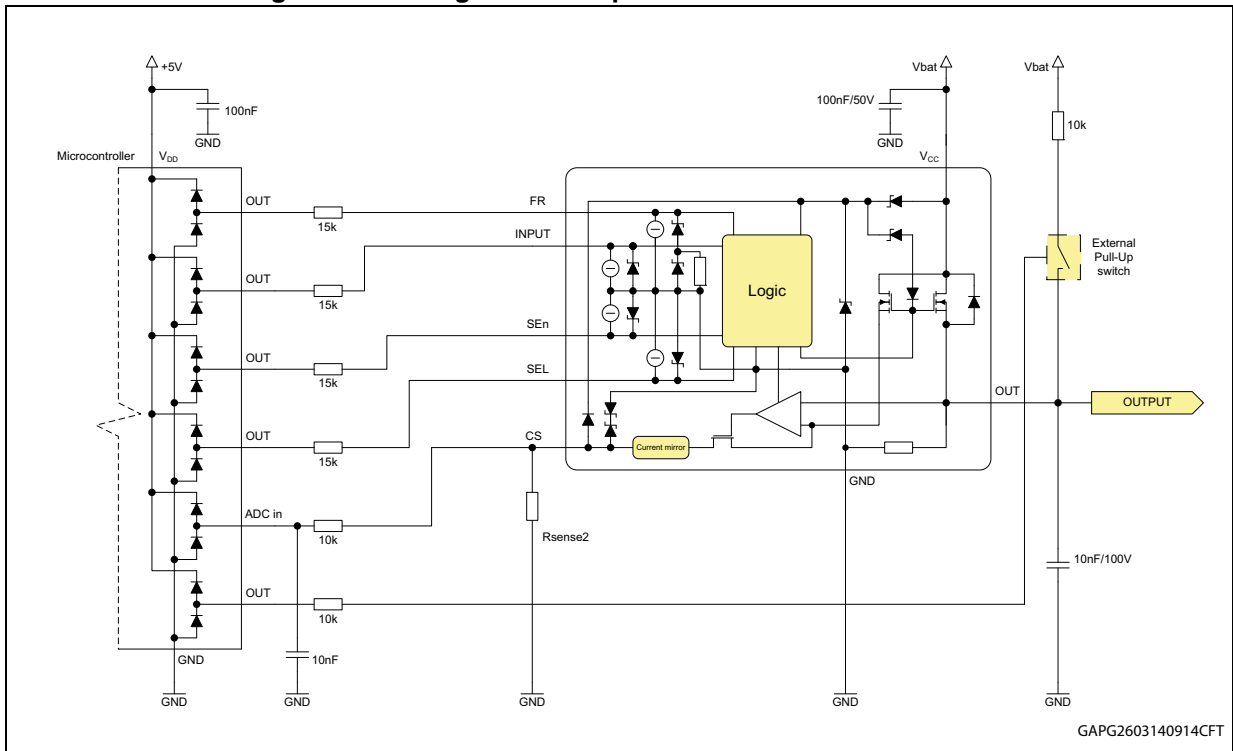 +5V
100nF
GND
Microcontroller
VDD
Vbat
100nF/50V
GND
VCC
Vbat
10k
OUT
15k
FR
INPUT
OUT
15k
SEn
OUT
15k
SEL
OUT
15k
Logic
External
Pull-Up
switch
OUT
OUTPUT
CS
Current mirror
GND
ADC in
10k
Rsense2
10nF/100V
OUT
10k
GND
10nF
GND
GND
GND
GND
GND
GAPG2603140914CFT